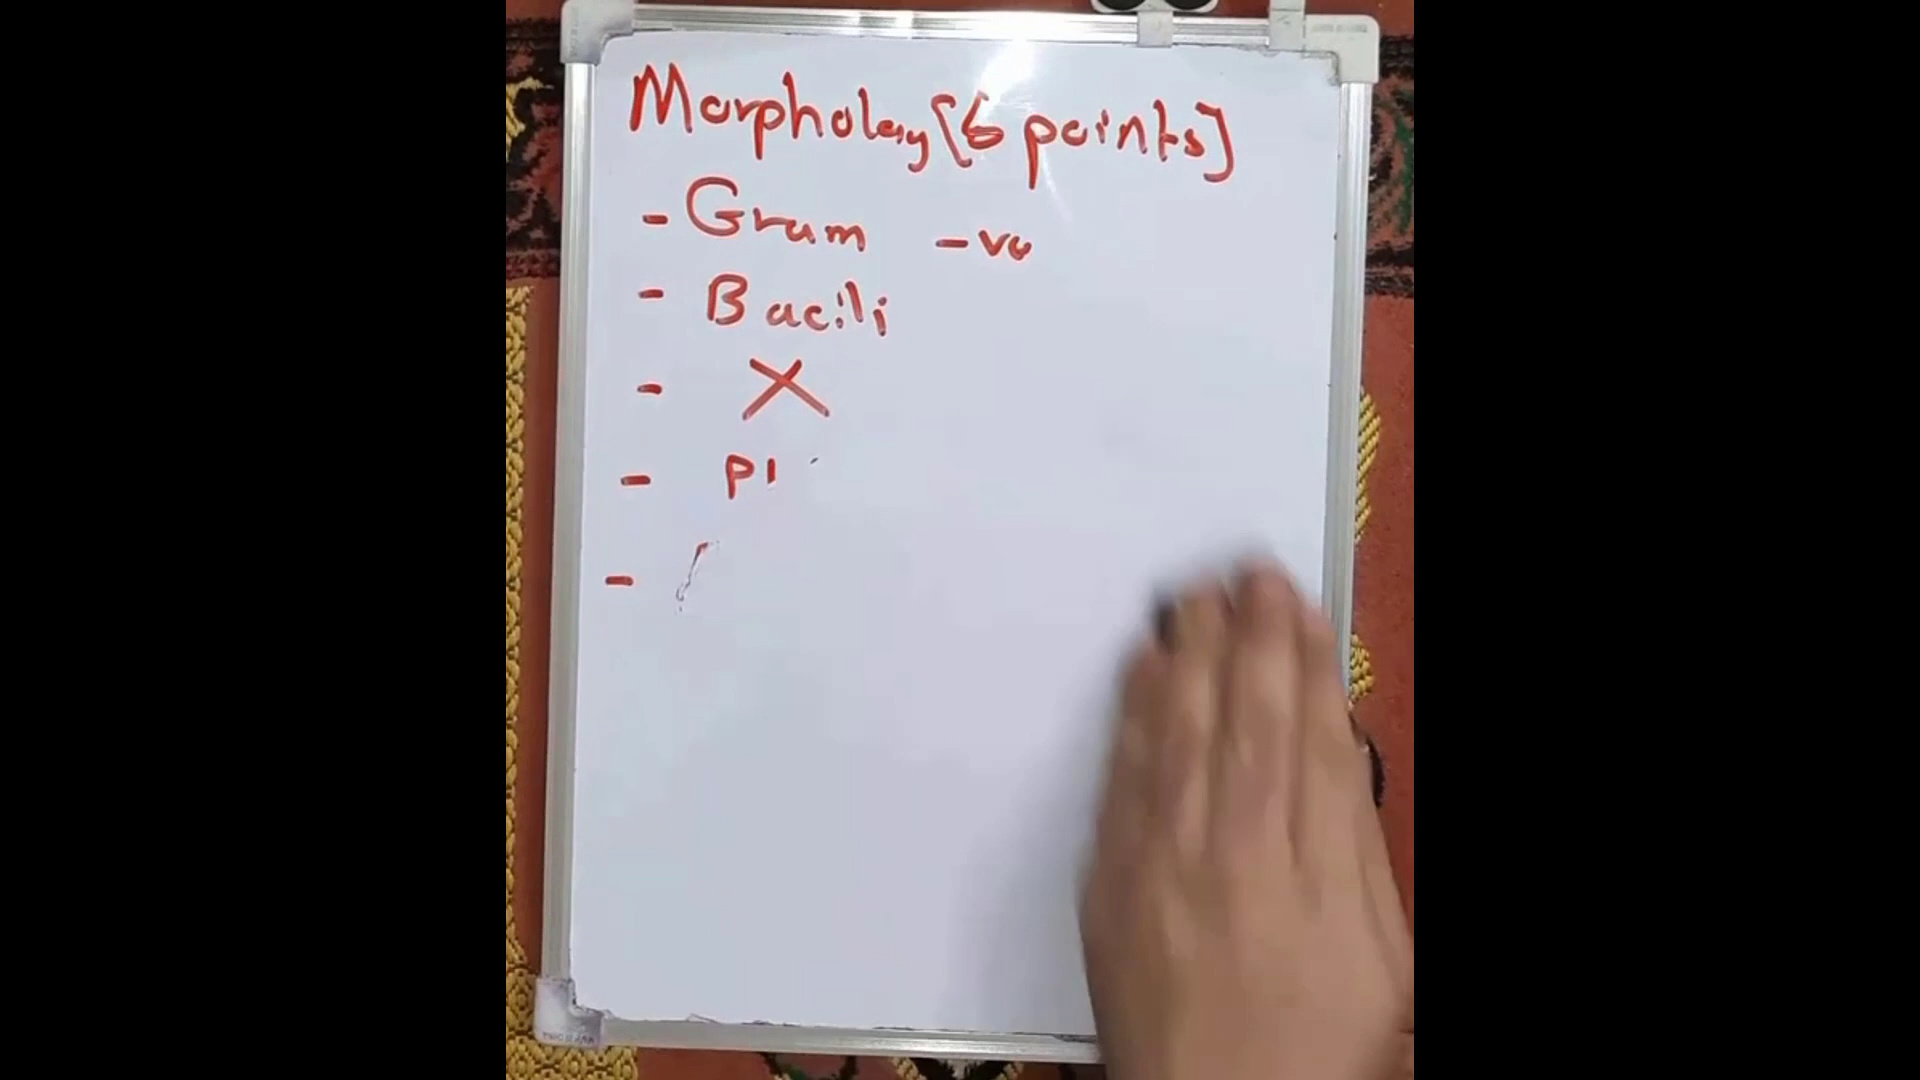 Morpholoy [6 points]
- Gram -ve
- Bacili
- X
- Pl
-